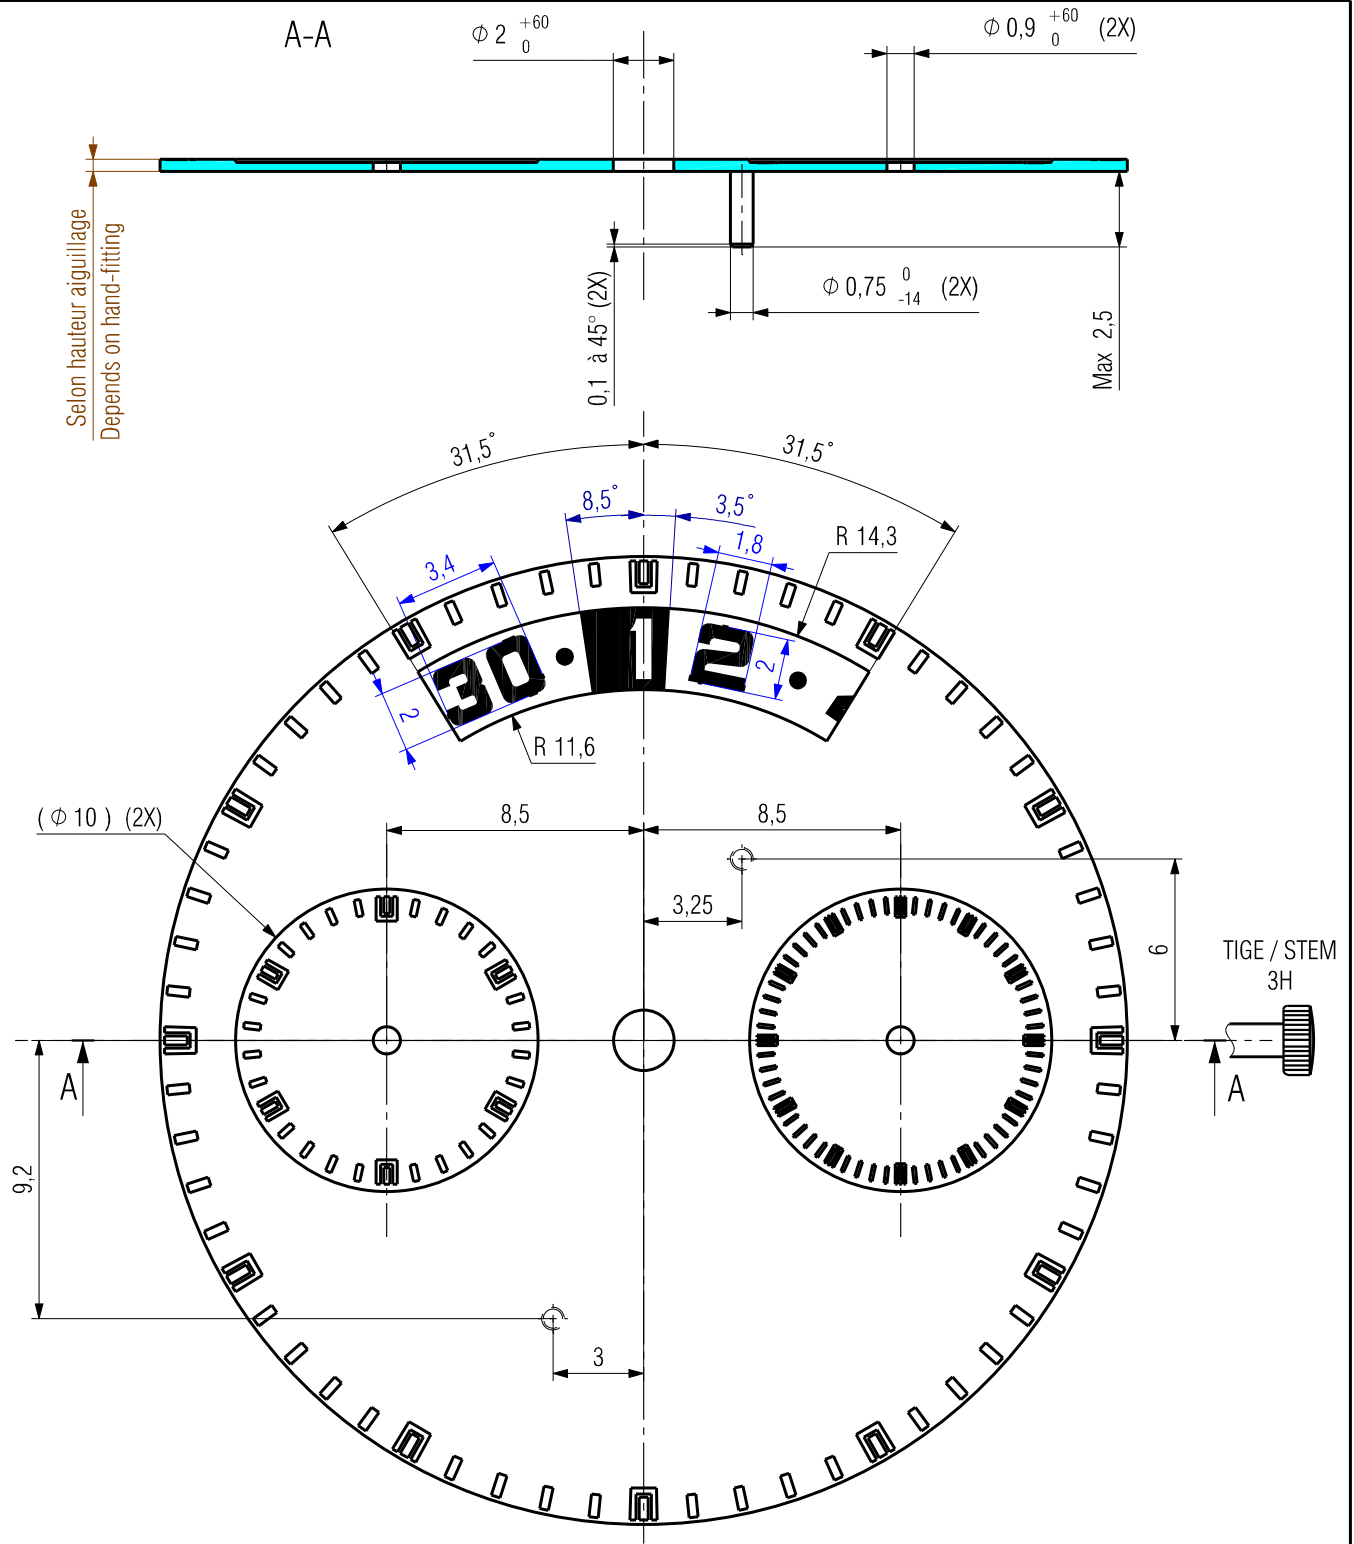 A-A
Φ 2 +60
0
Φ 0,9 +60 (2X)
0
Selon hauteur aiguillage
Depends on hand-fitting
0,1 à 45° (2X)
Φ 0,75 0 (2X)
-14
Max 2,5
31,5°
31,5°
8,5°
3,5°
3,4
1,8
R 14,3
30
1
2
2
2
R 11,6
(Φ 10) (2X)
8,5
8,5
3,25
6
TIGE / STEM
3H
A
A
9,2
3